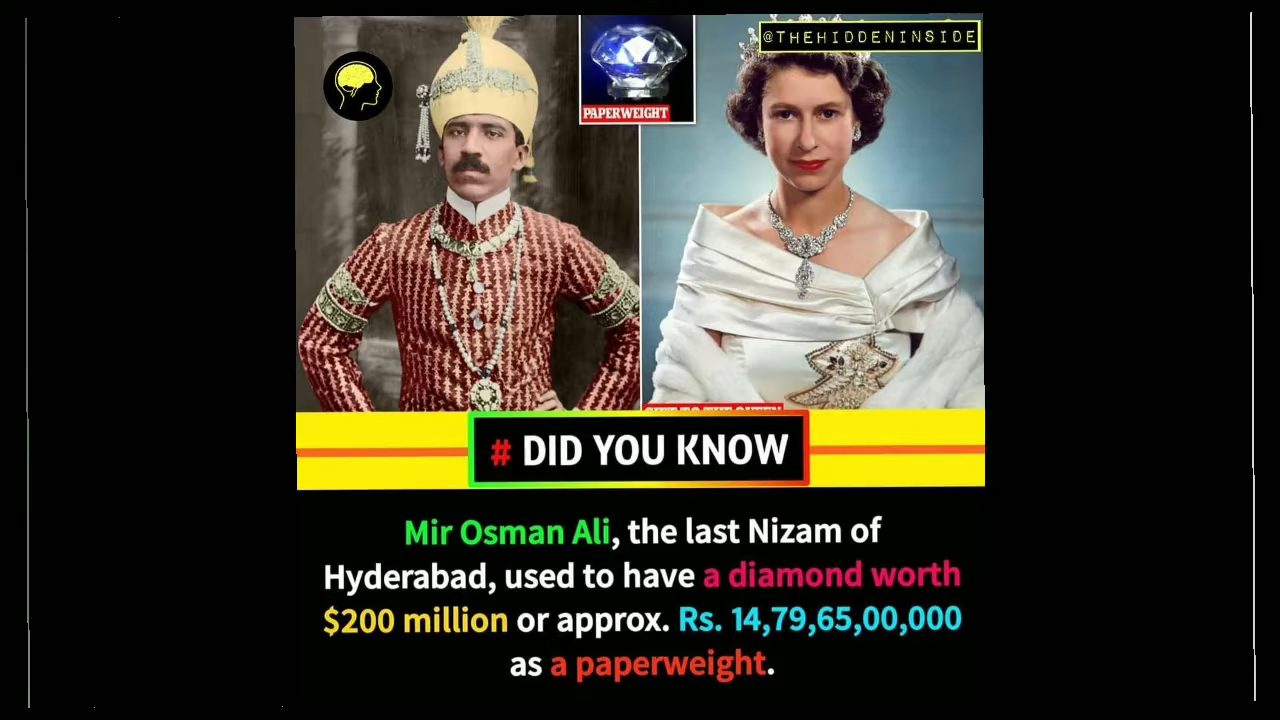 @THEHIDDENINSIDE
PAPERWEIGHT
# DID YOU KNOW
Mir Osman Ali, the last Nizam of
Hyderabad, used to have a diamond worth
$200 million or approx. Rs. 14,79,65,00,000
as a paperweight.